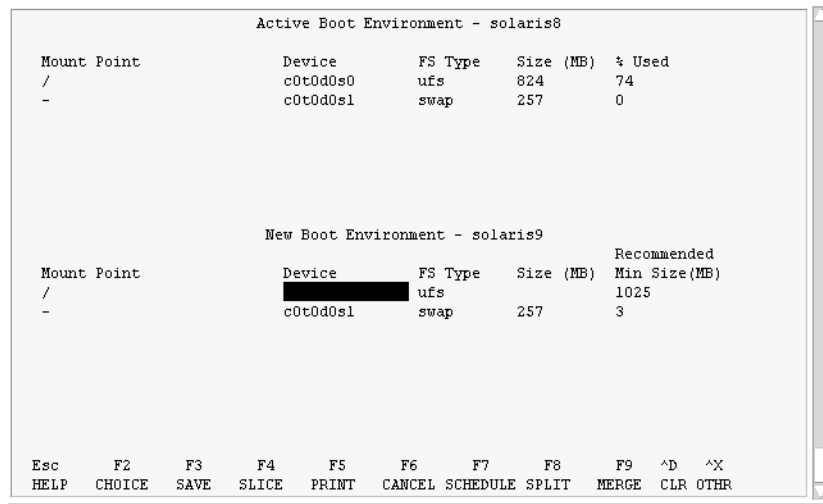 Active Boot Environment - solaris8
Mount Point Device FS Type Size (MB) % Used
/ c0t0d0s0 ufs 824 74
- c0t0d0s1 swap 257 0
New Boot Environment - solaris9
Recommended
Mount Point Device FS Type Size (MB) Min Size(MB)
/ ufs 1025
- c0t0d0s1 swap 257 3
Esc F2 F3 F4 F5 F6 F7 F8 F9 ^D ^X
HELP CHOICE SAVE SLICE PRINT CANCEL SCHEDULE SPLIT MERGE CLR OTHR